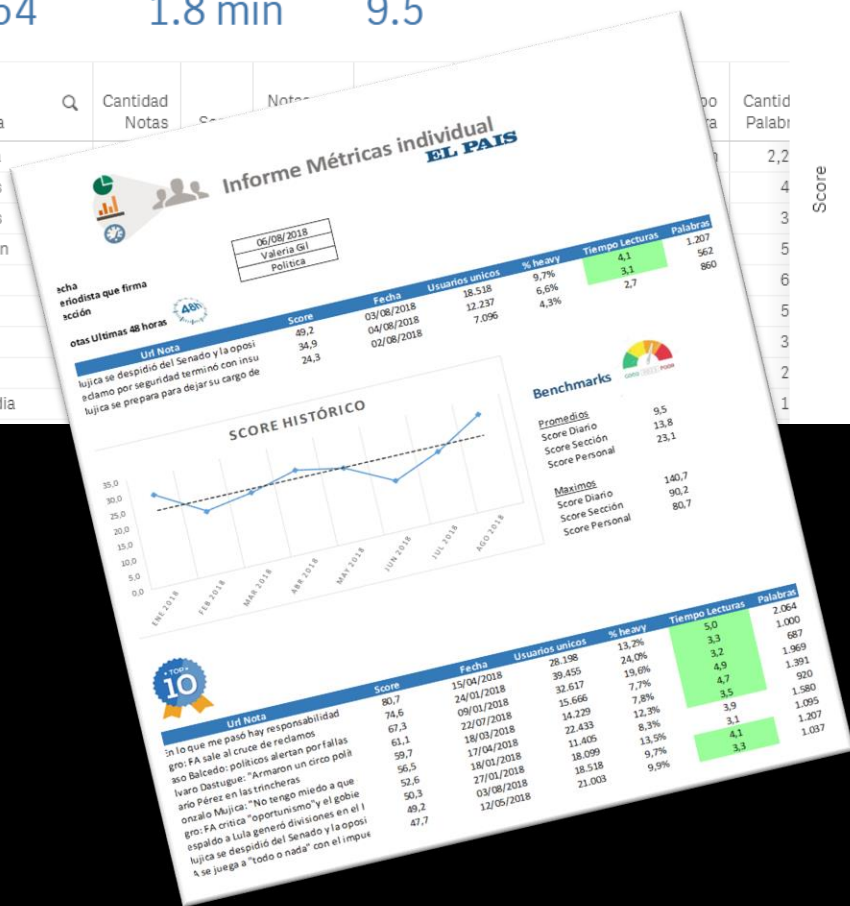 1.8 min
9.5
Cantidad
Notas
Score
Informe Métricas individual
EL PAIS
06/08/2018
Valeria Gil
Política
48h
Url Nota Score Fecha Usuarios unicos % heavy Tiempo Lecturas Palabras
se despidió del Senado y la oposi 49,2 03/08/2018 18.518 9,7% 4,1 1.207
por seguridad terminó con insu 34,9 04/08/2018 12.237 6,6% 3,1 562
se prepara para dejar su cargo de 24,3 02/08/2018 7.096 4,3% 2,7 860
SCORE HISTÓRICO
35,0
30,0
25,0
20,0
15,0
10,0
5,0
0,0
ENE 2018 FEB 2018 MAR 2018 ABR 2018 MAY 2018 JUN 2018 JUL 2018 AGO 2018
Benchmarks
GOOD POOR
Promedios
Score Diario 9,5
Score Sección 13,8
Score Personal 23,1
Maximos
Score Diario 140,7
Score Sección 90,2
Score Personal 80,7
TOP
10
Url Nota Score Fecha Usuarios unicos % heavy Tiempo Lecturas Palabras
En lo que me pasó hay responsabilidad 80,7 15/04/2018 28.198 13,2% 5,0 2.064
gro: FA sale al cruce de reclamos 74,6 24/01/2018 39.455 24,0% 3,3 1.000
aso Balcedo: políticos alertan por fallas 67,3 09/01/2018 32.617 19,6% 3,2 687
lvaro Dastugue: "Armaron un circo polít 61,1 22/07/2018 15.666 7,7% 4,9 1.969
ario Pérez en las trincheras 59,7 18/03/2018 14.229 7,8% 4,7 1.391
onzalo Mujica: "No tengo miedo a que 56,5 17/04/2018 22.433 12,3% 3,5 920
gro: FA critica "oportunismo" y el gobie 52,6 18/01/2018 11.405 8,3% 3,9 1.580
espaldo a Lula generó divisiones en el 50,3 27/01/2018 18.099 13,5% 3,1 1.095
se despidió del Senado y la oposi 49,2 03/08/2018 18.518 9,7% 4,1 1.207
se juega a "todo o nada" con el impue 47,7 12/05/2018 21.003 9,9% 3,3 1.037